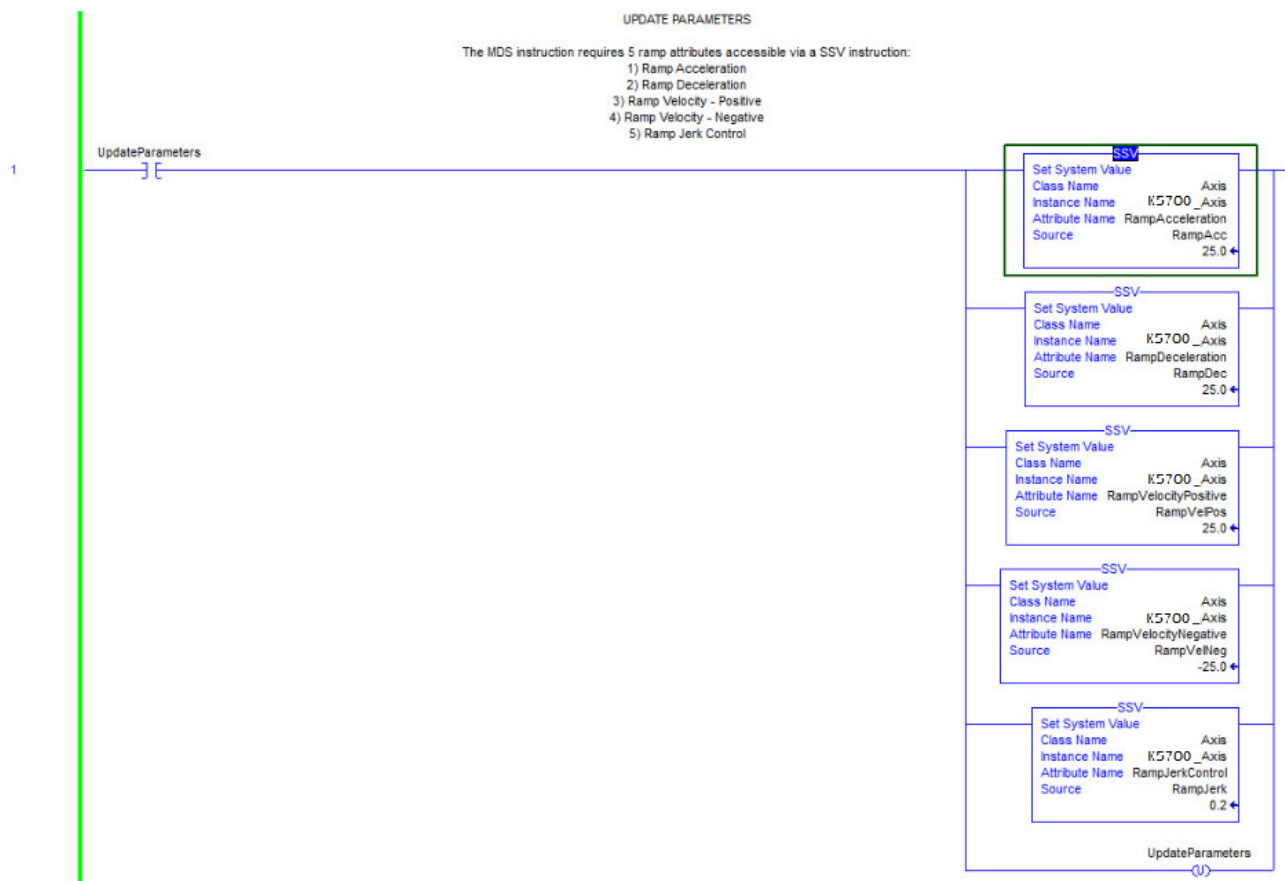 UPDATE PARAMETERS
The MDS instruction requires 5 ramp attributes accessible via a SSV instruction:
1) Ramp Acceleration
2) Ramp Deceleration
3) Ramp Velocity - Positive
4) Ramp Velocity - Negative
5) Ramp Jerk Control
UpdateParameters
1
SSV
Set System Value
Class Name Axis
Instance Name K5700_Axis
Attribute Name RampAcceleration
Source RampAcc
25.0
SSV
Set System Value
Class Name Axis
Instance Name K5700_Axis
Attribute Name RampDeceleration
Source RampDec
25.0
SSV
Set System Value
Class Name Axis
Instance Name K5700_Axis
Attribute Name RampVelocityPositive
Source RampVelPos
25.0
SSV
Set System Value
Class Name Axis
Instance Name K5700_Axis
Attribute Name RampVelocityNegative
Source RampVelNeg
-25.0
SSV
Set System Value
Class Name Axis
Instance Name K5700_Axis
Attribute Name RampJerkControl
Source RampJerk
0.2
UpdateParameters
U